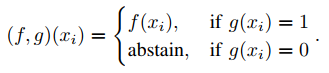 (f, g)(x_i) = { f(x_i), if g(x_i) = 1
abstain, if g(x_i) = 0 .